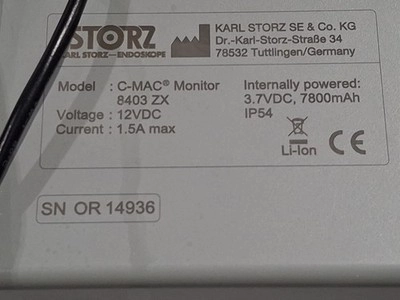 STORZ
KARL STORZ—ENDOSKOPE
KARL STORZ SE & Co. KG
Dr.-Karl-Storz-Straße 34
78532 Tuttlingen/Germany
Model : C-MAC® Monitor
8403 ZX
Voltage : 12VDC
Current : 1.5A max
Internally powered:
3.7VDC, 7800mAh
IP54
Li-Ion CE
SN OR 14936